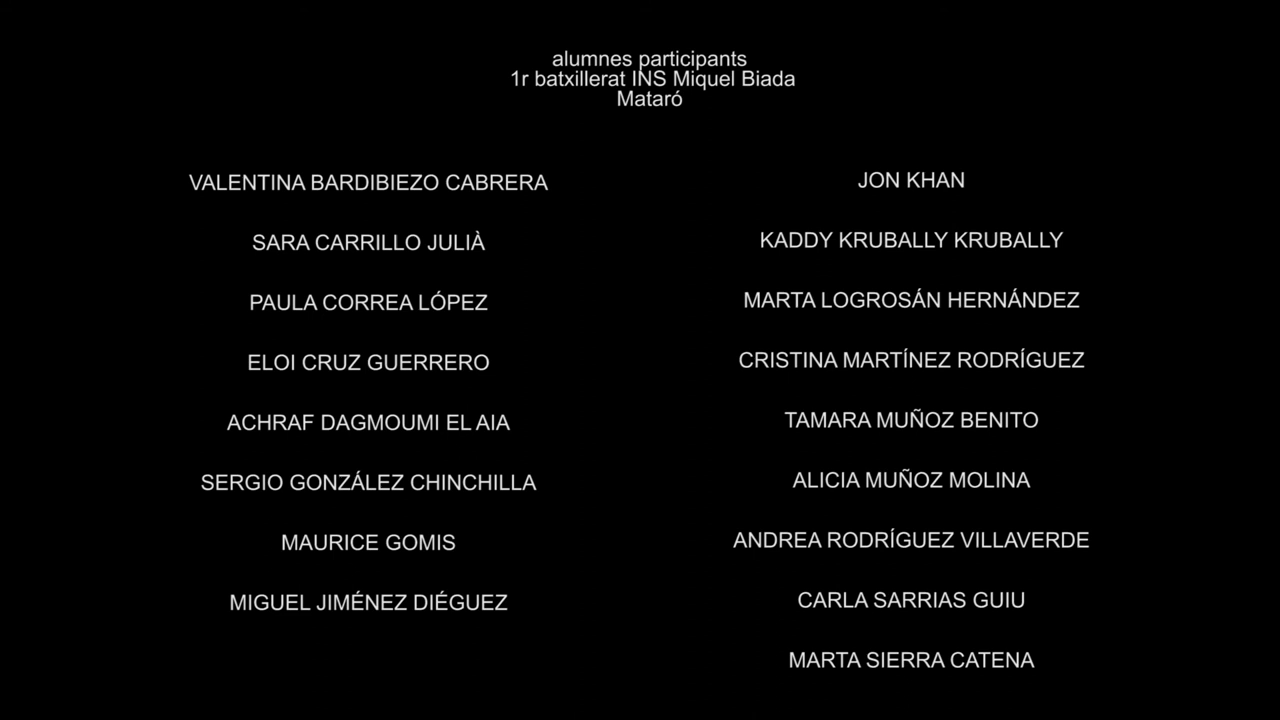 alumnes participants
1r batxillerat INS Miquel Biada
Mataró
VALENTINA BARDIBIEZO CABRERA
SARA CARRILLO JULIÀ
PAULA CORREA LÓPEZ
ELOI CRUZ GUERRERO
ACHRAF DAGMOUMI EL AIA
SERGIO GONZÁLEZ CHINCHILLA
MAURICE GOMIS
MIGUEL JIMÉNEZ DIÉGUEZ
JON KHAN
KADDY KRUBALLY KRUBALLY
MARTA LOGROSÁN HERNÁNDEZ
CRISTINA MARTÍNEZ RODRÍGUEZ
TAMARA MUÑOZ BENITO
ALICIA MUÑOZ MOLINA
ANDREA RODRÍGUEZ VILLAVERDE
CARLA SARRIAS GUIU
MARTA SIERRA CATENA